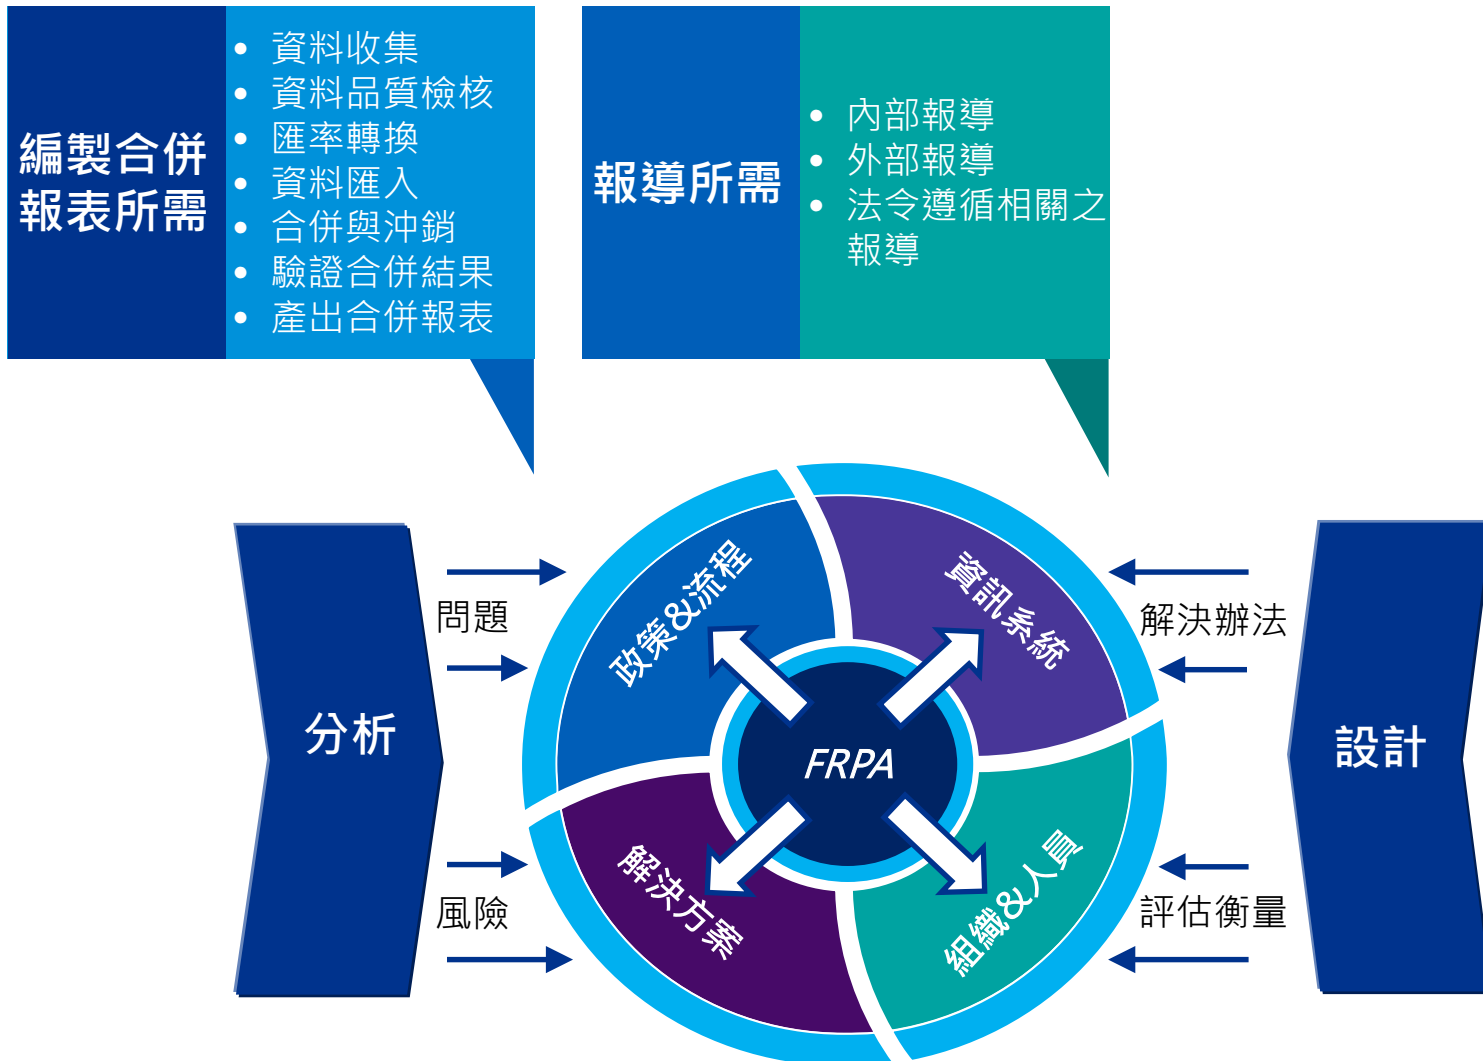 編製合併
報表所需
• 資料收集
• 資料品質檢核
• 匯率轉換
• 資料匯入
• 合併與沖銷
• 驗證合併結果
• 產出合併報表
報導所需
• 內部報導
• 外部報導
• 法令遵循相關之
報導
分析
問題
風險
政策&流程
資訊系統
FRPA
解決方案
組織&人員
解決辦法
評估衡量
設計